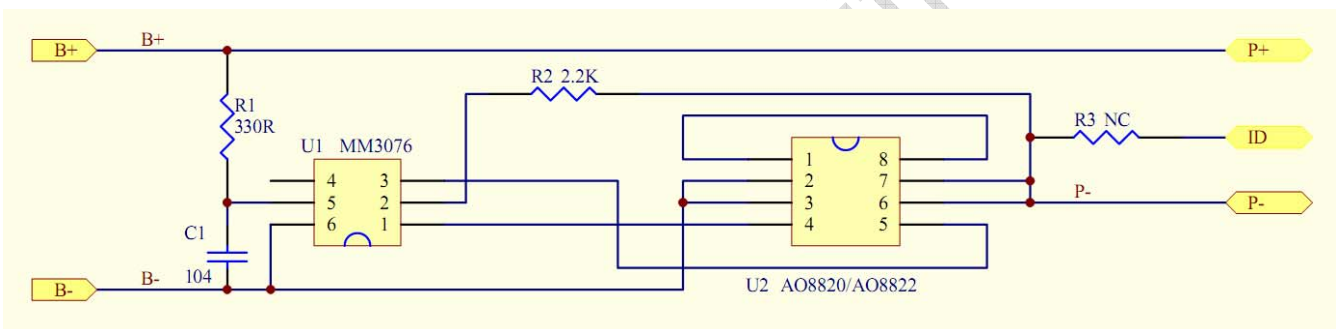 B+ B+ P+
R2 2.2K
R1
330R
R3 NC ID
U1 MM3076
1 8
4 3 2 7
5 2 3 6 P- P-
6 1 4 5
C1
104
B- B- U2 AO8820/AO8822